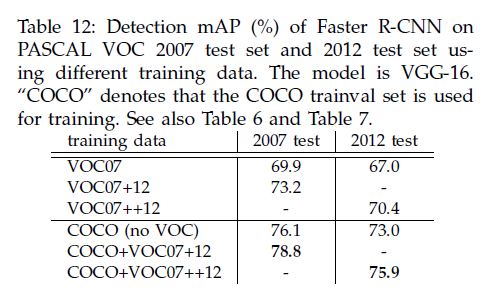 Table 12: Detection mAP (%) of Faster R-CNN on
PASCAL VOC 2007 test set and 2012 test set us-
ing different training data. The model is VGG-16.
“COCO” denotes that the COCO trainval set is used
for training. See also Table 6 and Table 7.
training data 2007 test 2012 test
VOC07 69.9 67.0
VOC07+12 73.2 -
VOC07++12 - 70.4
COCO (no VOC) 76.1 73.0
COCO+VOC07+12 78.8 -
COCO+VOC07++12 - 75.9